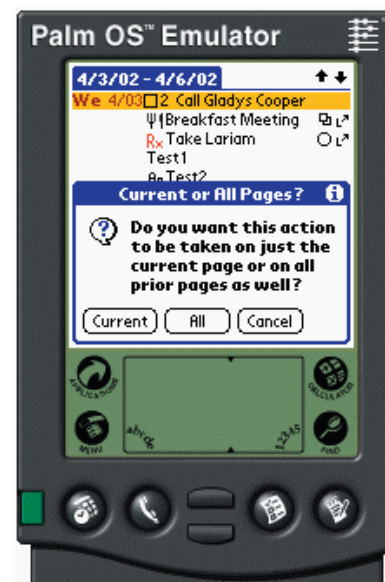 Palm OS™ Emulator
4/3/02 - 4/6/02
We 4/03 2 Call Gladys Cooper
Breakfast Meeting
Rx Take Lariam
Test1
Test2
Current or All Pages?
Do you want this action
to be taken on just the
current page or on all
prior pages as well?
Current All Cancel
APPLICATIONS
CALCULATOR
MENU
abcde
12345
FIND